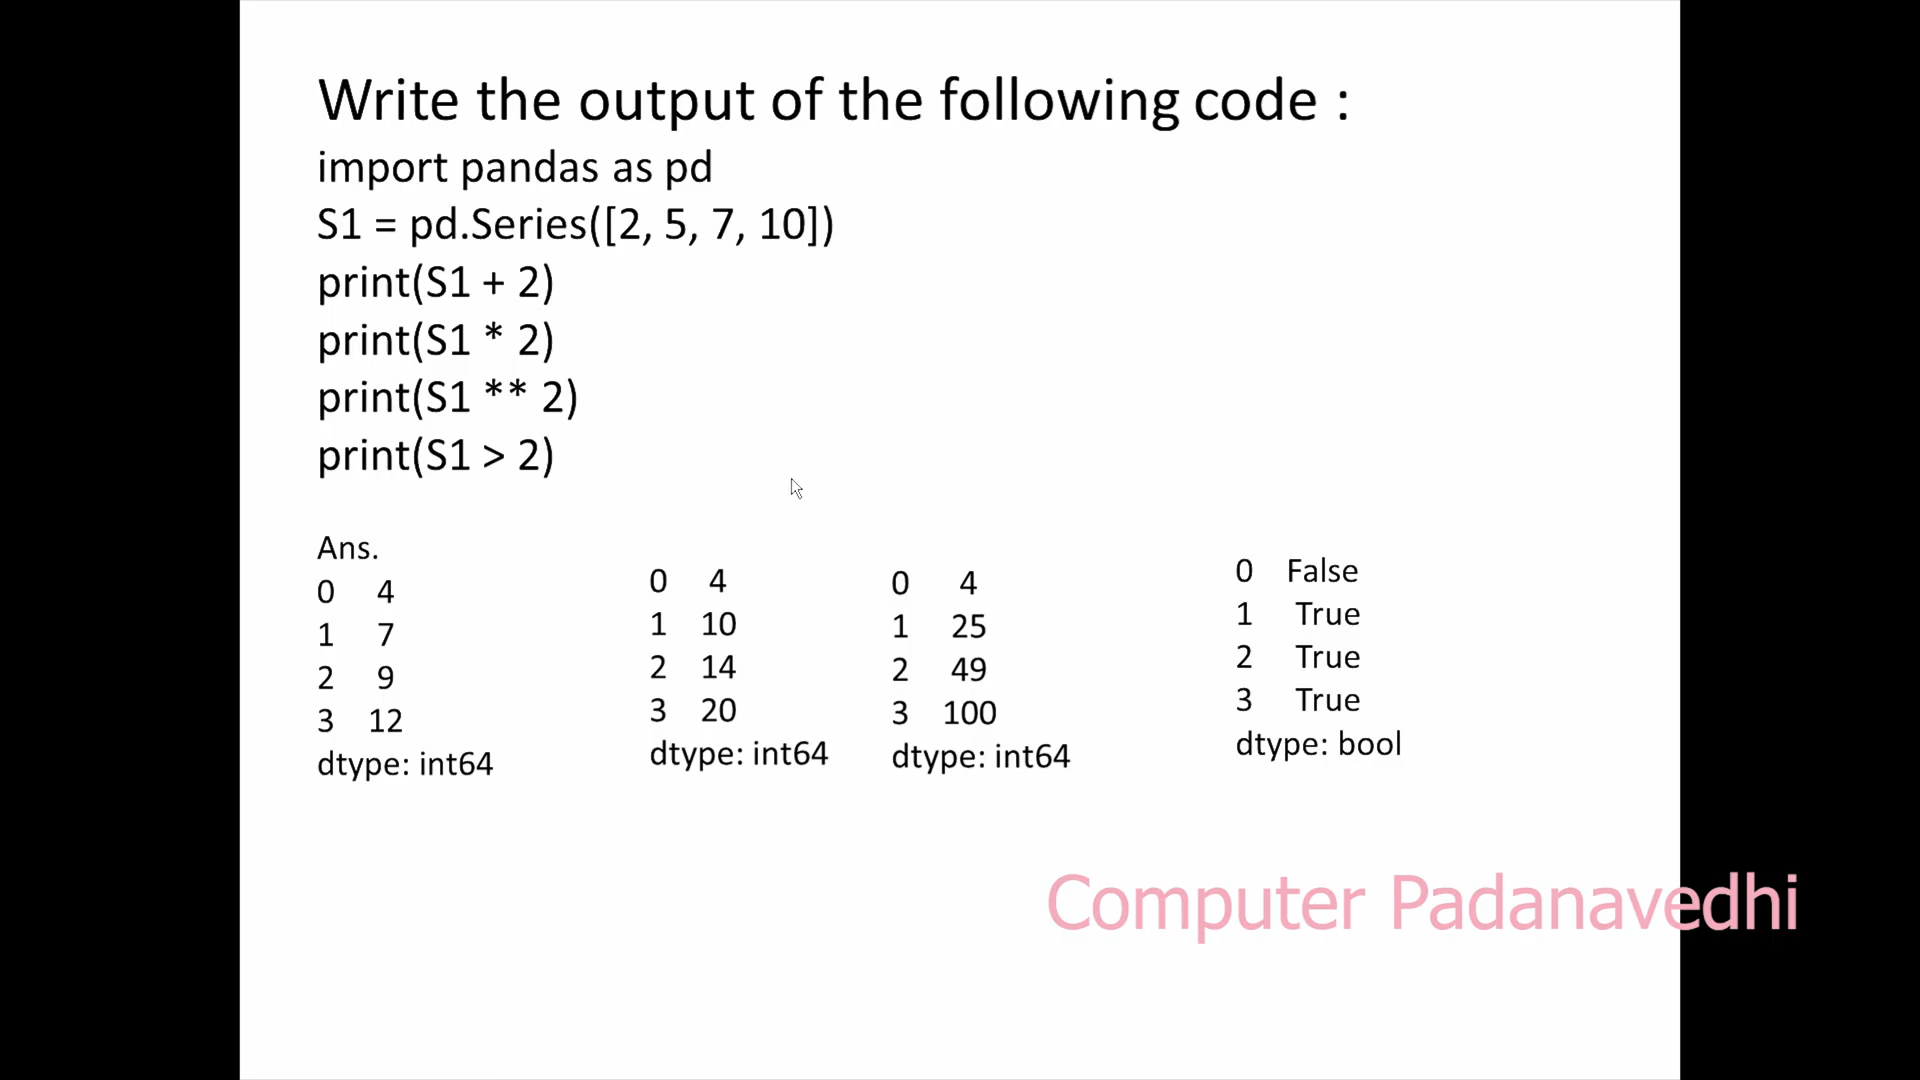 Write the output of the following code :
import pandas as pd
S1 = pd.Series([2, 5, 7, 10])
print(S1 + 2)
print(S1 * 2)
print(S1 ** 2)
print(S1 > 2)
Ans.
0 4
1 7
2 9
3 12
dtype: int64
0 4
1 10
2 14
3 20
dtype: int64
0 4
1 25
2 49
3 100
dtype: int64
0 False
1 True
2 True
3 True
dtype: bool
Computer Padanavedhi